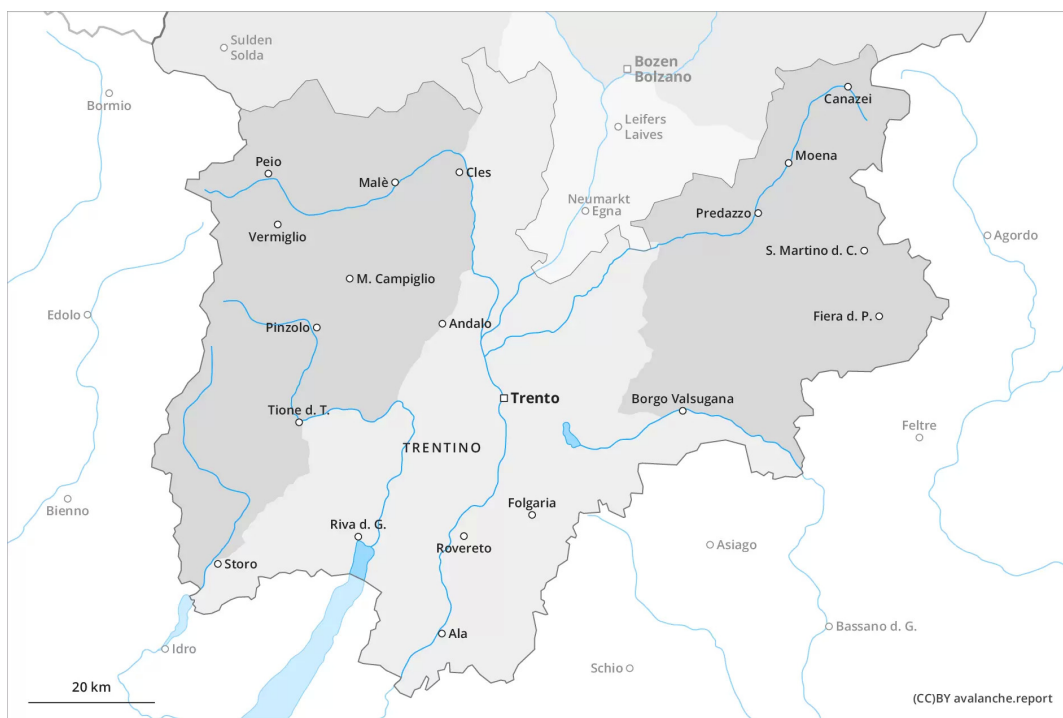 Sulden
Solda
Bozen
Bolzano
Bormio
Canazei
Leifers
Laives
Moena
Peio
Malè
Cles
Neumarkt
Egna
Predazzo
Vermiglio
S. Martino d. C.
Agordo
M. Campiglio
Edolo
Pinzolo
Andalo
Fiera d. P.
Trento
Borgo Valsugana
Tione d. T.
TRENTINO
Feltre
Bienno
Folgaria
Riva d. G.
Rovereto
Asiago
Storo
Ala
Bassano d. G.
Idro
Schio
20 km
(CC)BY avalanche.report